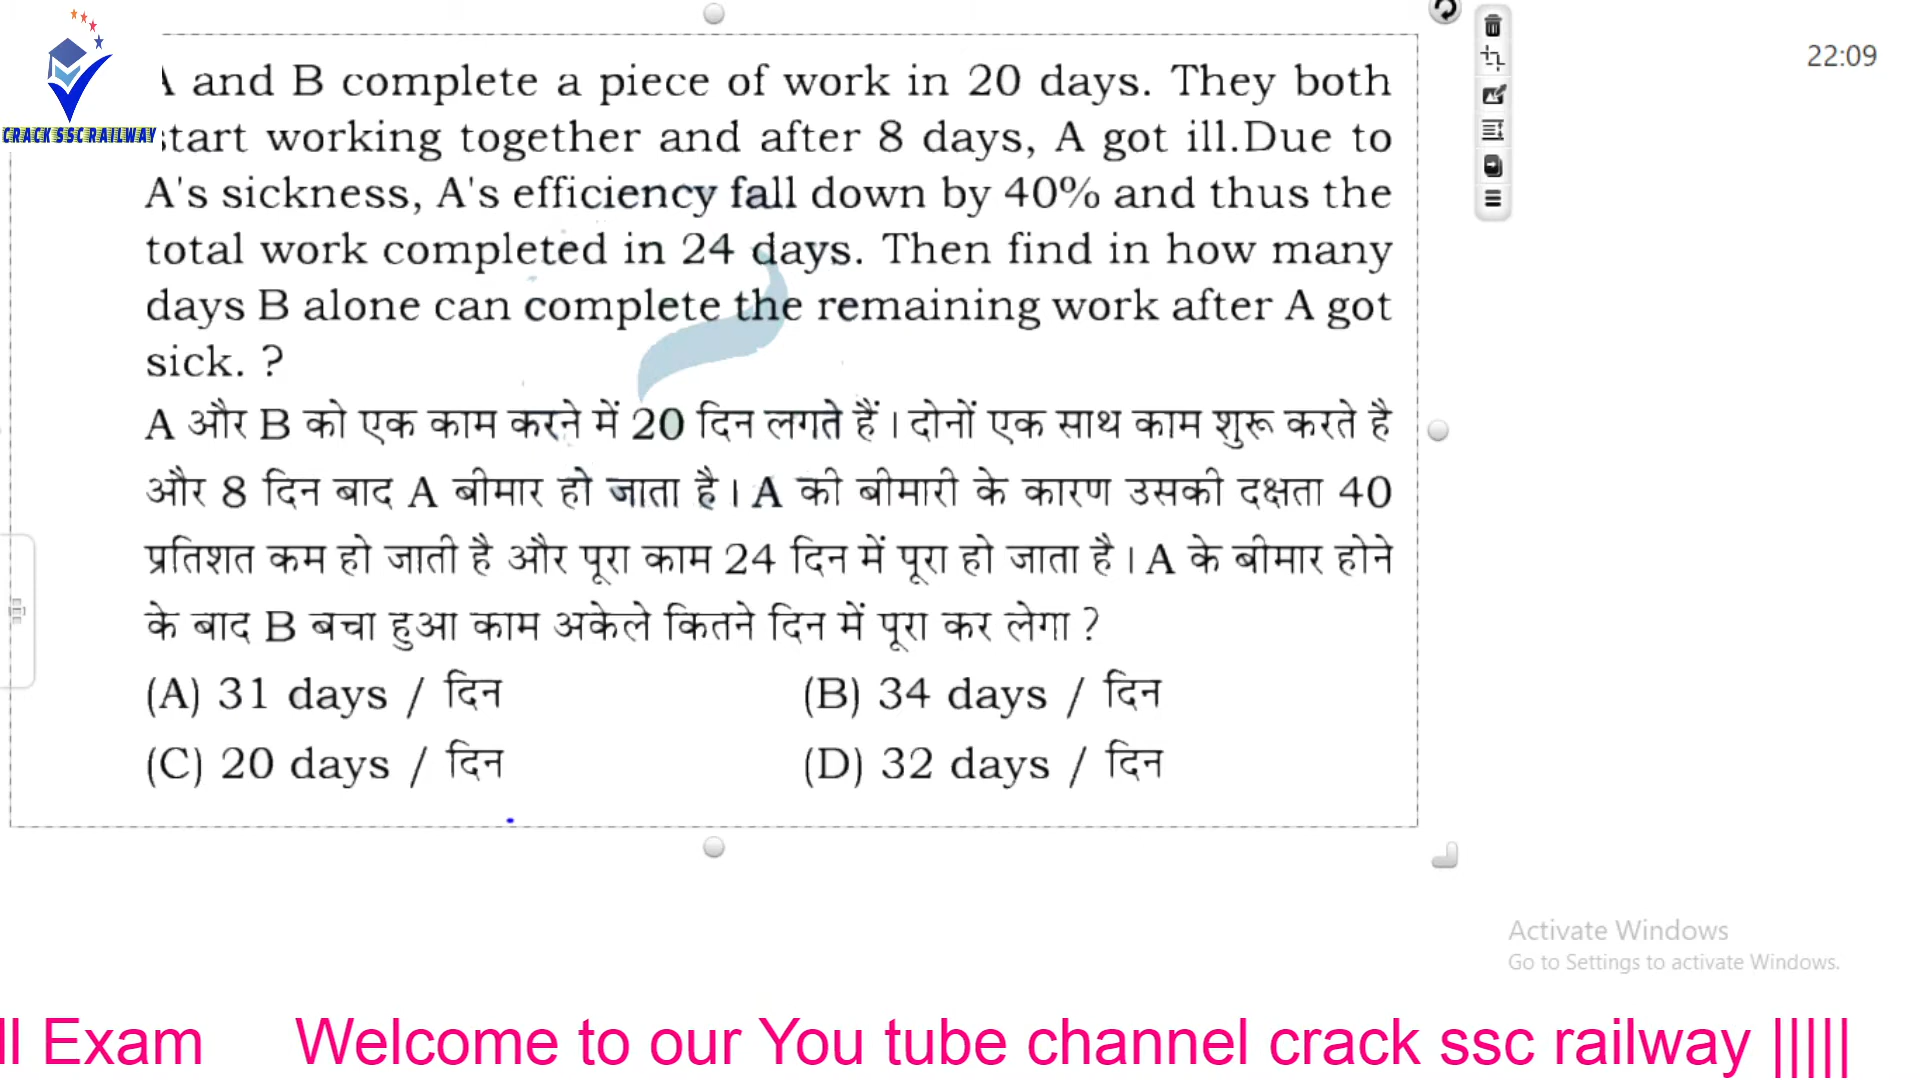 22:09
CRACK SSC RAILWAY
A and B complete a piece of work in 20 days. They both
start working together and after 8 days, A got ill.Due to
A's sickness, A's efficiency fall down by 40% and thus the
total work completed in 24 days. Then find in how many
days B alone can complete the remaining work after A got
sick. ?
A और B को एक काम करने में 20 दिन लगते हैं। दोनों एक साथ काम शुरू करते है
और 8 दिन बाद A बीमार हो जाता है। A की बीमारी के कारण उसकी दक्षता 40
प्रतिशत कम हो जाती है और पूरा काम 24 दिन में पूरा हो जाता है। A के बीमार होने
के बाद B बचा हुआ काम अकेले कितने दिन में पूरा कर लेगा ?
(A) 31 days / दिन (B) 34 days / दिन
(C) 20 days / दिन (D) 32 days / दिन
Activate Windows
Go to Settings to activate Windows.
ll Exam Welcome to our You tube channel crack ssc railway |||||